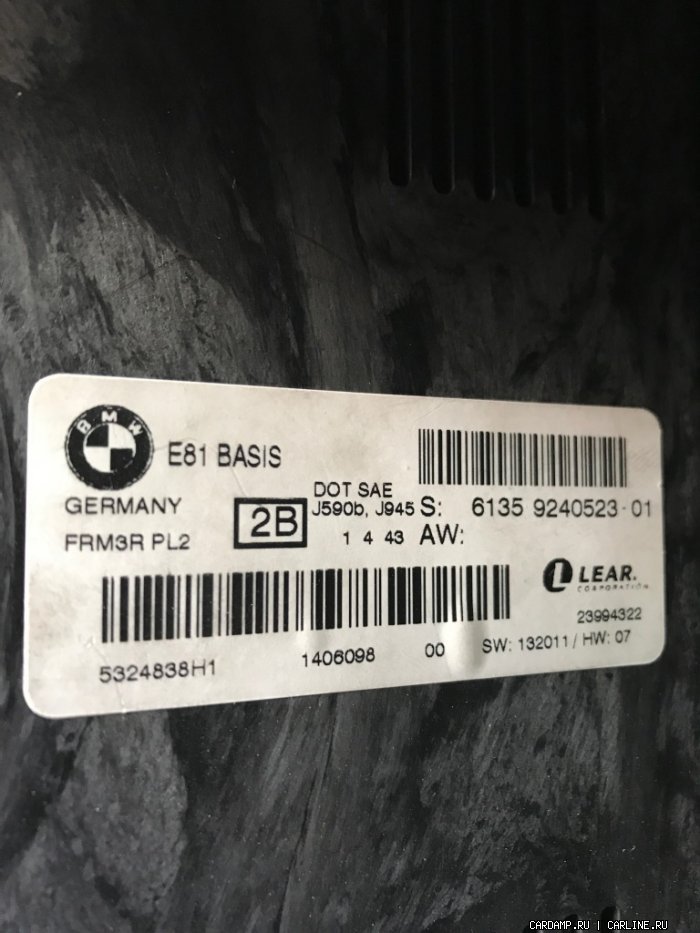 BMW
E81 BASIS
GERMANY
FRM3R PL2
2B
DOT SAE
J590b, J945
1 4 43
S: 6135 9240523-01
AW:
LEAR.
CORPORATION
23994322
5324838H1 1406098 00 SW: 132011 / HW: 07
CARDAMP.RU | CARLINE.RU